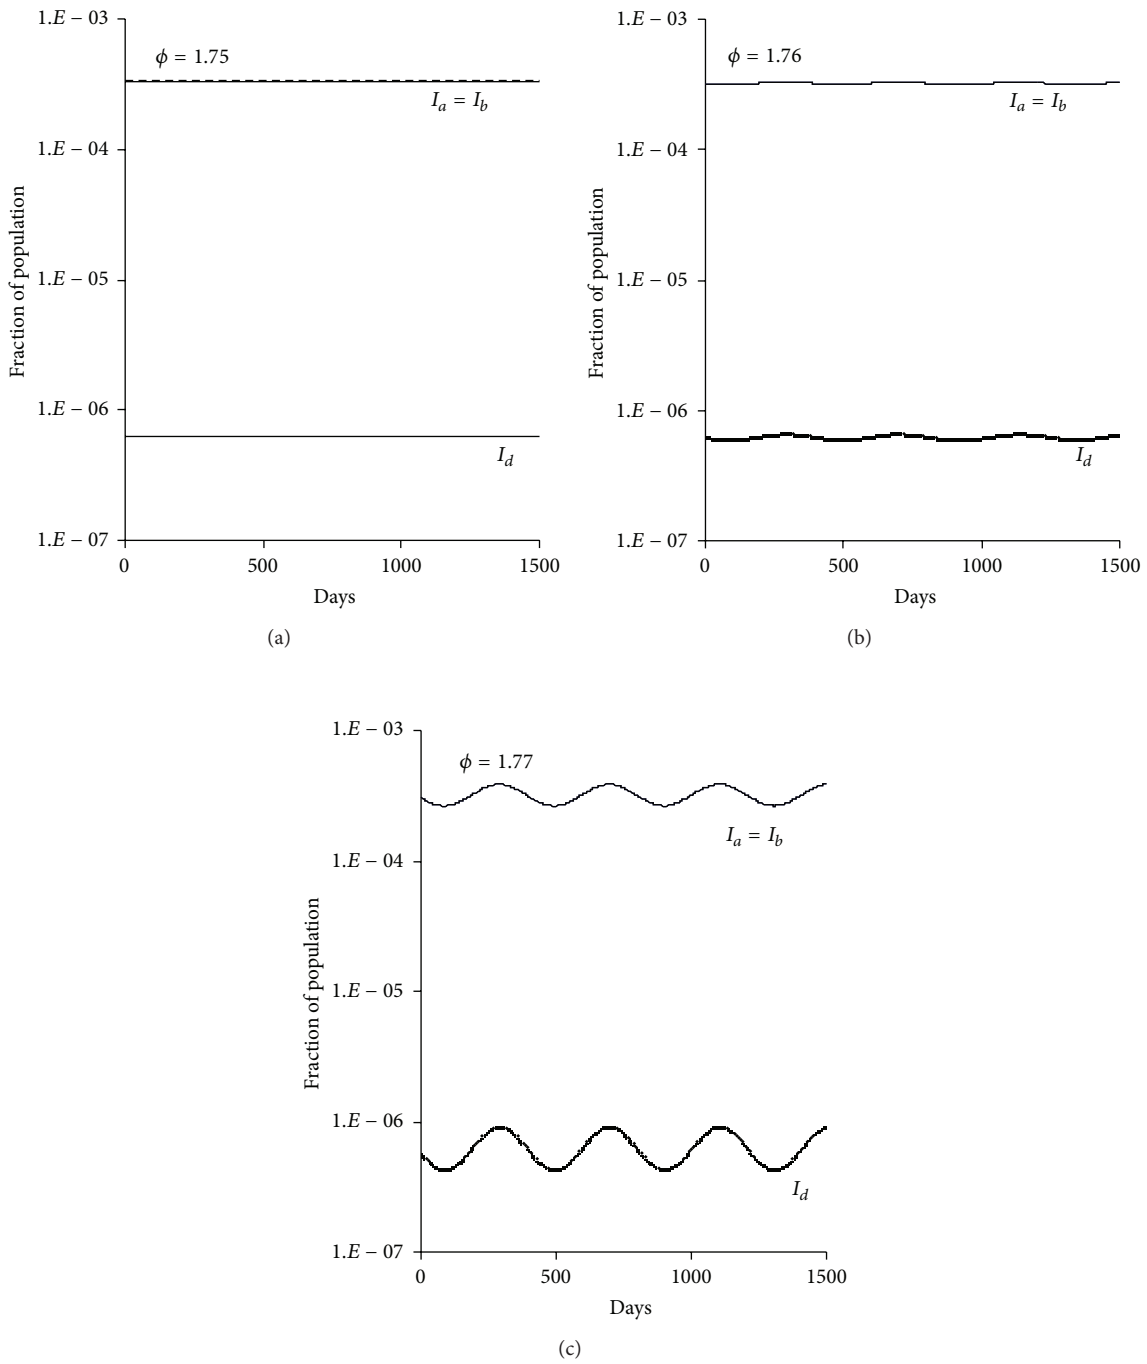 1.E − 03
1.E − 04
1.E − 05
1.E − 06
1.E − 07
Fraction of population
ϕ = 1.75
I_a = I_b
I_d
0 500 1000 1500
Days
(a)
1.E − 03
1.E − 04
1.E − 05
1.E − 06
1.E − 07
Fraction of population
ϕ = 1.76
I_a = I_b
I_d
0 500 1000 1500
Days
(b)
1.E − 03
1.E − 04
1.E − 05
1.E − 06
1.E − 07
Fraction of population
ϕ = 1.77
I_a = I_b
I_d
0 500 1000 1500
Days
(c)